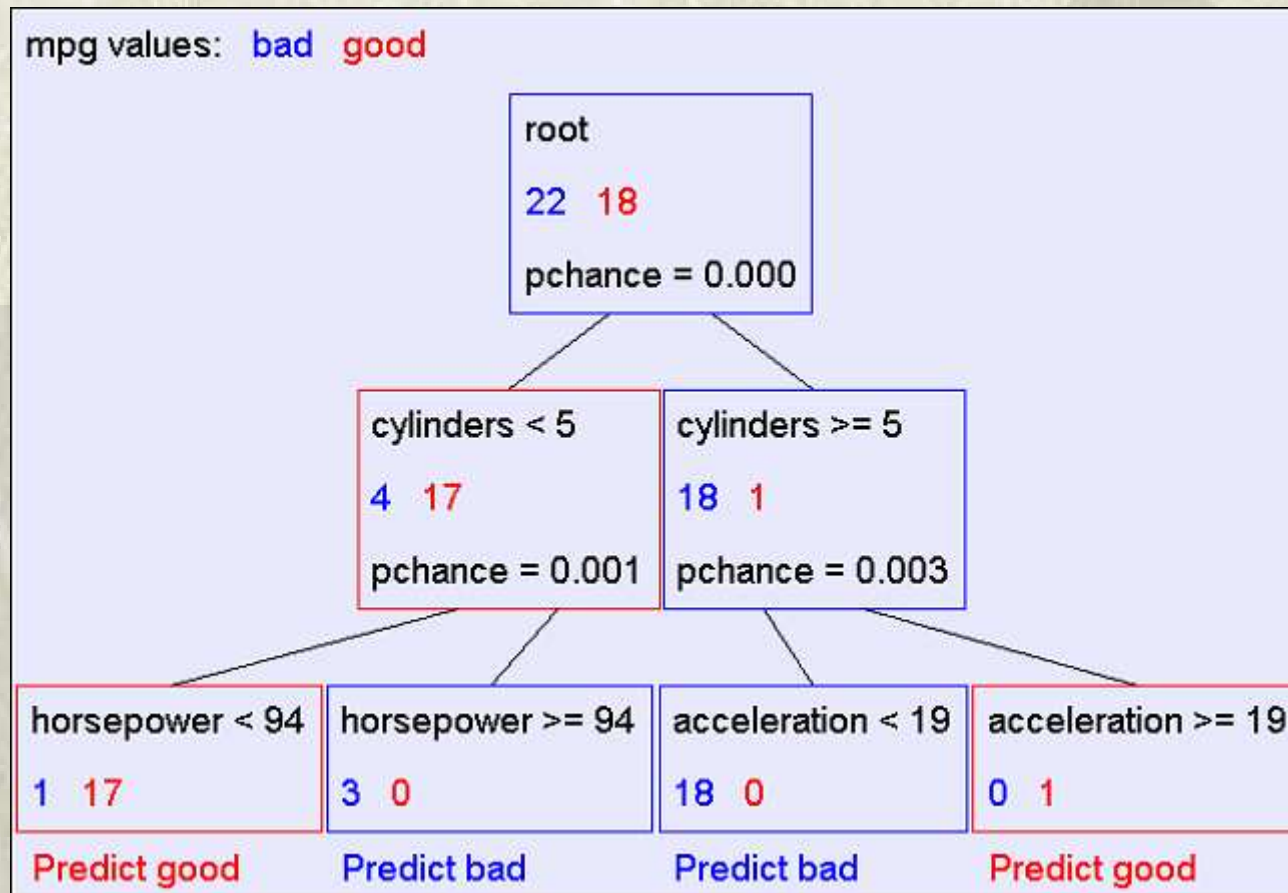 mpg values: bad good
root
22 18
pchance = 0.000
cylinders < 5
4 17
pchance = 0.001
cylinders >= 5
18 1
pchance = 0.003
horsepower < 94
1 17
Predict good
horsepower >= 94
3 0
Predict bad
acceleration < 19
18 0
Predict bad
acceleration >= 19
0 1
Predict good